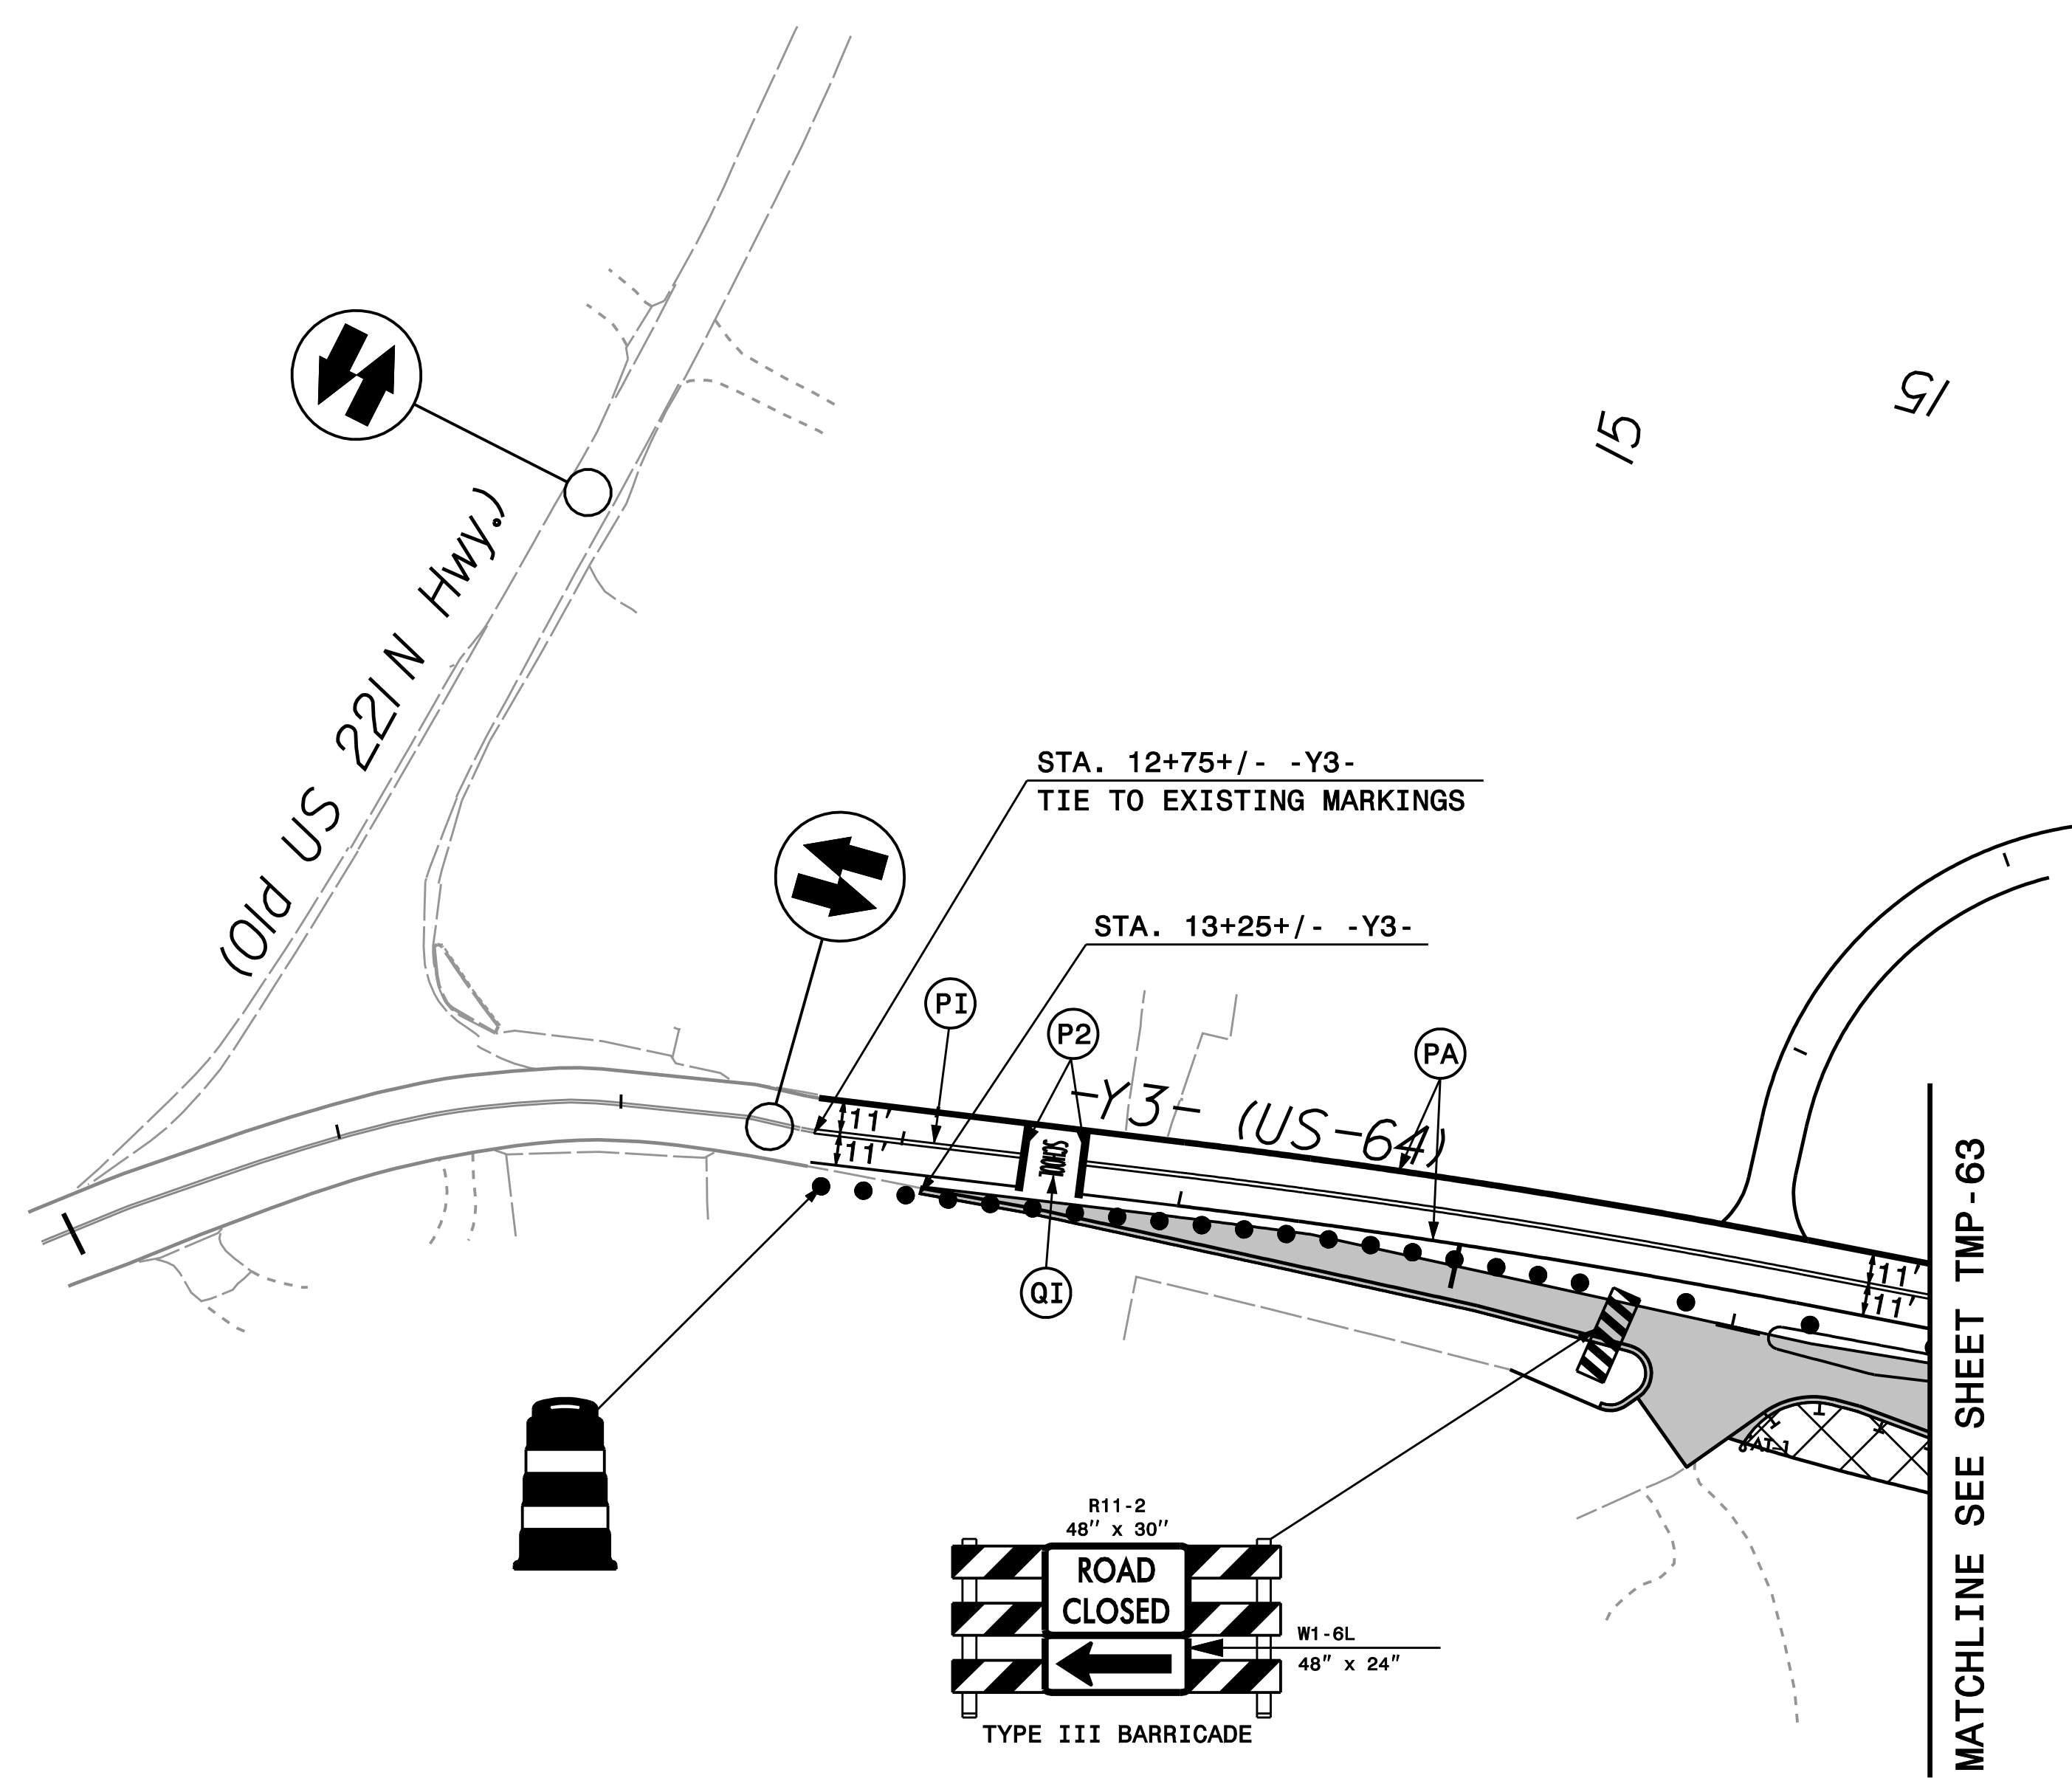 15
15
(Old US 221 N Hwy.)
STA. 12+75+/- -Y3-
TIE TO EXISTING MARKINGS
STA. 13+25+/- -Y3-
PI
P2
PA
-Y3- (US-64)
11'
11'
SCHOOL
QI
11'
11'
MATCHLINE SEE SHEET TMP-63
R11-2
48" x 30"
ROAD
CLOSED
W1-6L
48" x 24"
TYPE III BARRICADE